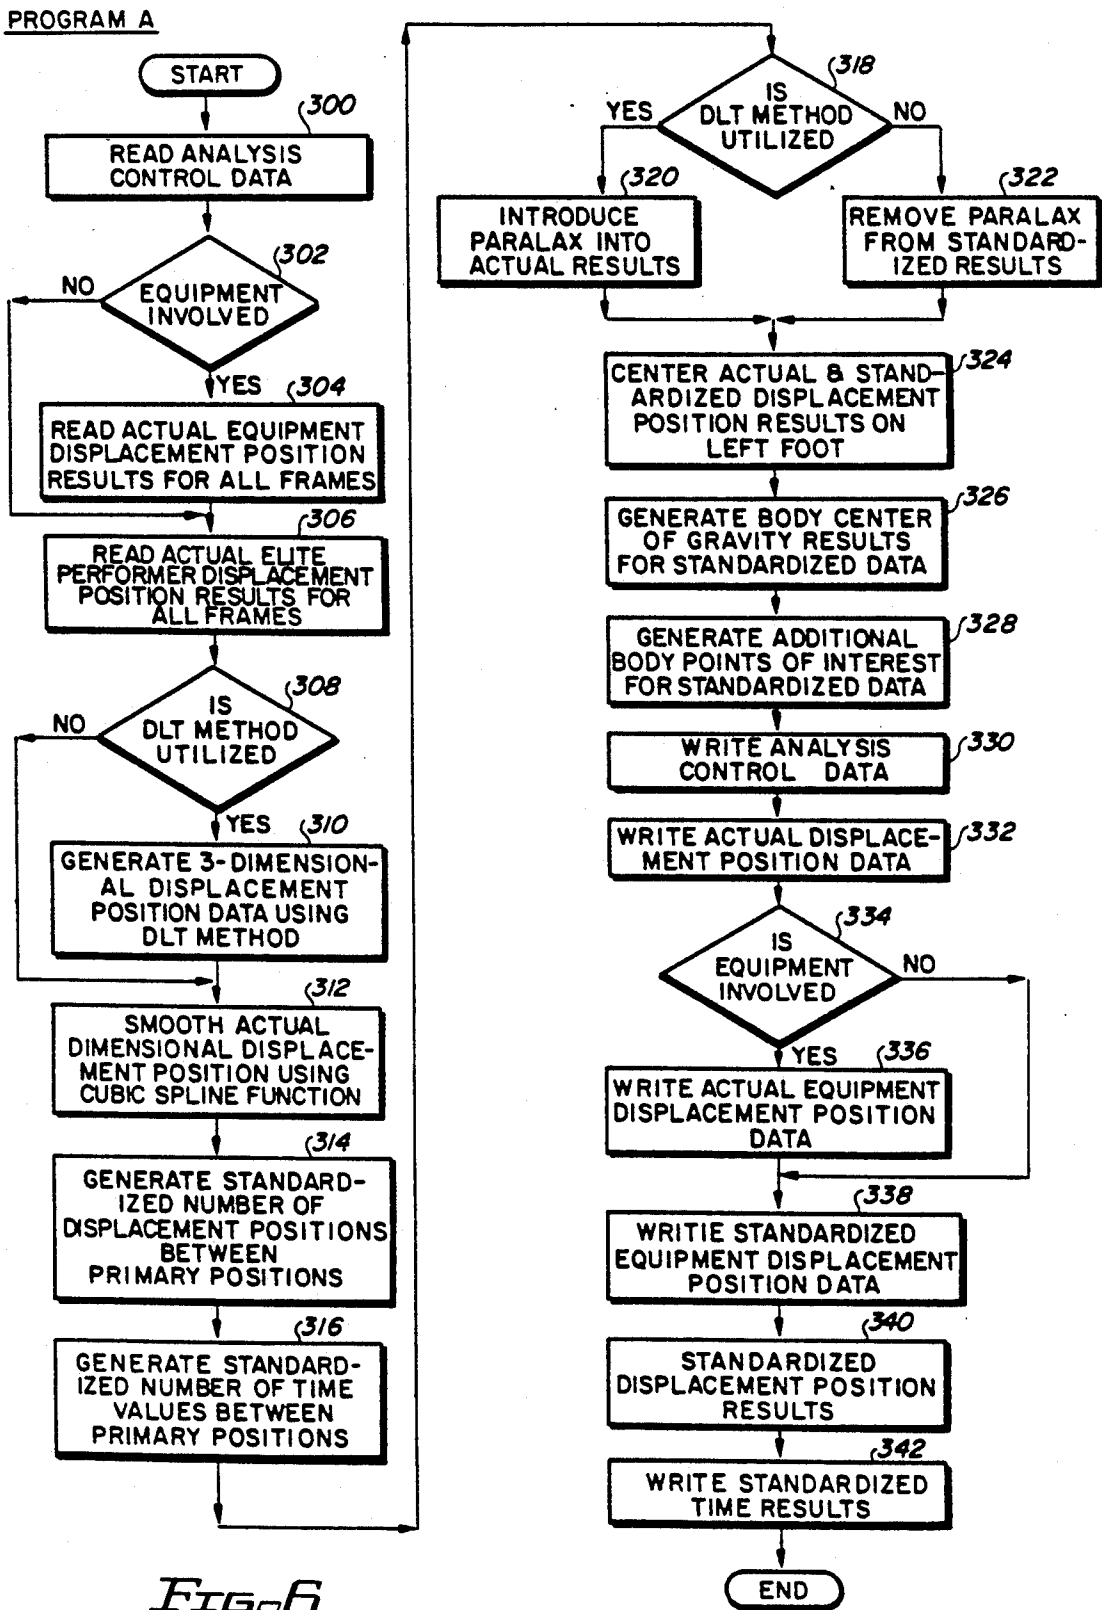 PROGRAM A
START
300
READ ANALYSIS
CONTROL DATA
302
NO
EQUIPMENT
INVOLVED
YES
304
READ ACTUAL EQUIPMENT
DISPLACEMENT POSITION
RESULTS FOR ALL FRAMES
306
READ ACTUAL ELITE
PERFORMER DISPLACEMENT
POSITION RESULTS FOR
ALL FRAMES
308
NO
IS
DLT METHOD
UTILIZED
YES
310
GENERATE 3-DIMENSION-
AL DISPLACEMENT
POSITION DATA USING
DLT METHOD
312
SMOOTH ACTUAL
DIMENSIONAL DISPLACE-
MENT POSITION USING
CUBIC SPLINE FUNCTION
314
GENERATE STANDARD-
IZED NUMBER OF
DISPLACEMENT POSITIONS
BETWEEN
PRIMARY POSITIONS
316
GENERATE STANDARD-
IZED NUMBER OF TIME
VALUES BETWEEN
PRIMARY POSITIONS
318
YES
IS
DLT METHOD
UTILIZED
NO
320
INTRODUCE
PARALAX INTO
ACTUAL RESULTS
322
REMOVE PARALAX
FROM STANDARD-
IZED RESULTS
324
CENTER ACTUAL & STAND-
ARDIZED DISPLACEMENT
POSITION RESULTS ON
LEFT FOOT
326
GENERATE BODY CENTER
OF GRAVITY RESULTS
FOR STANDARDIZED DATA
328
GENERATE ADDITIONAL
BODY POINTS OF INTEREST
FOR STANDARDIZED DATA
330
WRITE ANALYSIS
CONTROL DATA
332
WRITE ACTUAL DISPLACE-
MENT POSITION DATA
334
IS
EQUIPMENT
INVOLVED
NO
YES
336
WRITE ACTUAL EQUIPMENT
DISPLACEMENT POSITION
DATA
338
WRITIE STANDARDIZED
EQUIPMENT DISPLACEMENT
POSITION DATA
340
STANDARDIZED
DISPLACEMENT POSITION
RESULTS
342
WRITE STANDARDIZED
TIME RESULTS
END
FIG. 6